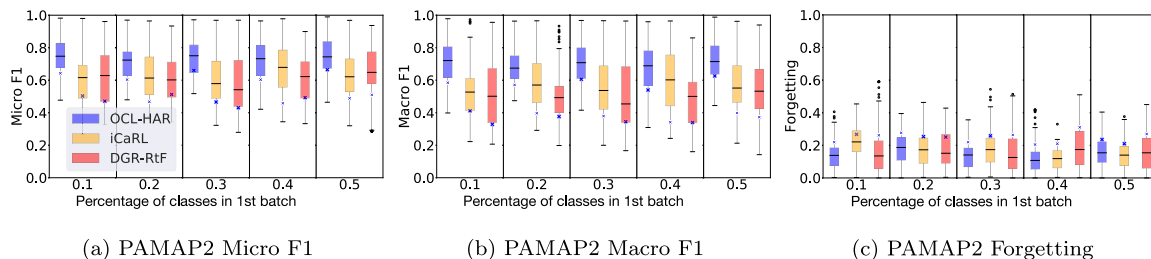 1.0
0.8
0.6
0.4
0.2
0.0
Micro F1
OCL-HAR
iCaRL
DGR-RtF
0.1 0.2 0.3 0.4 0.5
Percentage of classes in 1st batch
(a) PAMAP2 Micro F1
1.0
0.8
0.6
0.4
0.2
0.0
Macro F1
0.1 0.2 0.3 0.4 0.5
Percentage of classes in 1st batch
(b) PAMAP2 Macro F1
1.0
0.8
0.6
0.4
0.2
0.0
Forgetting
0.1 0.2 0.3 0.4 0.5
Percentage of classes in 1st batch
(c) PAMAP2 Forgetting